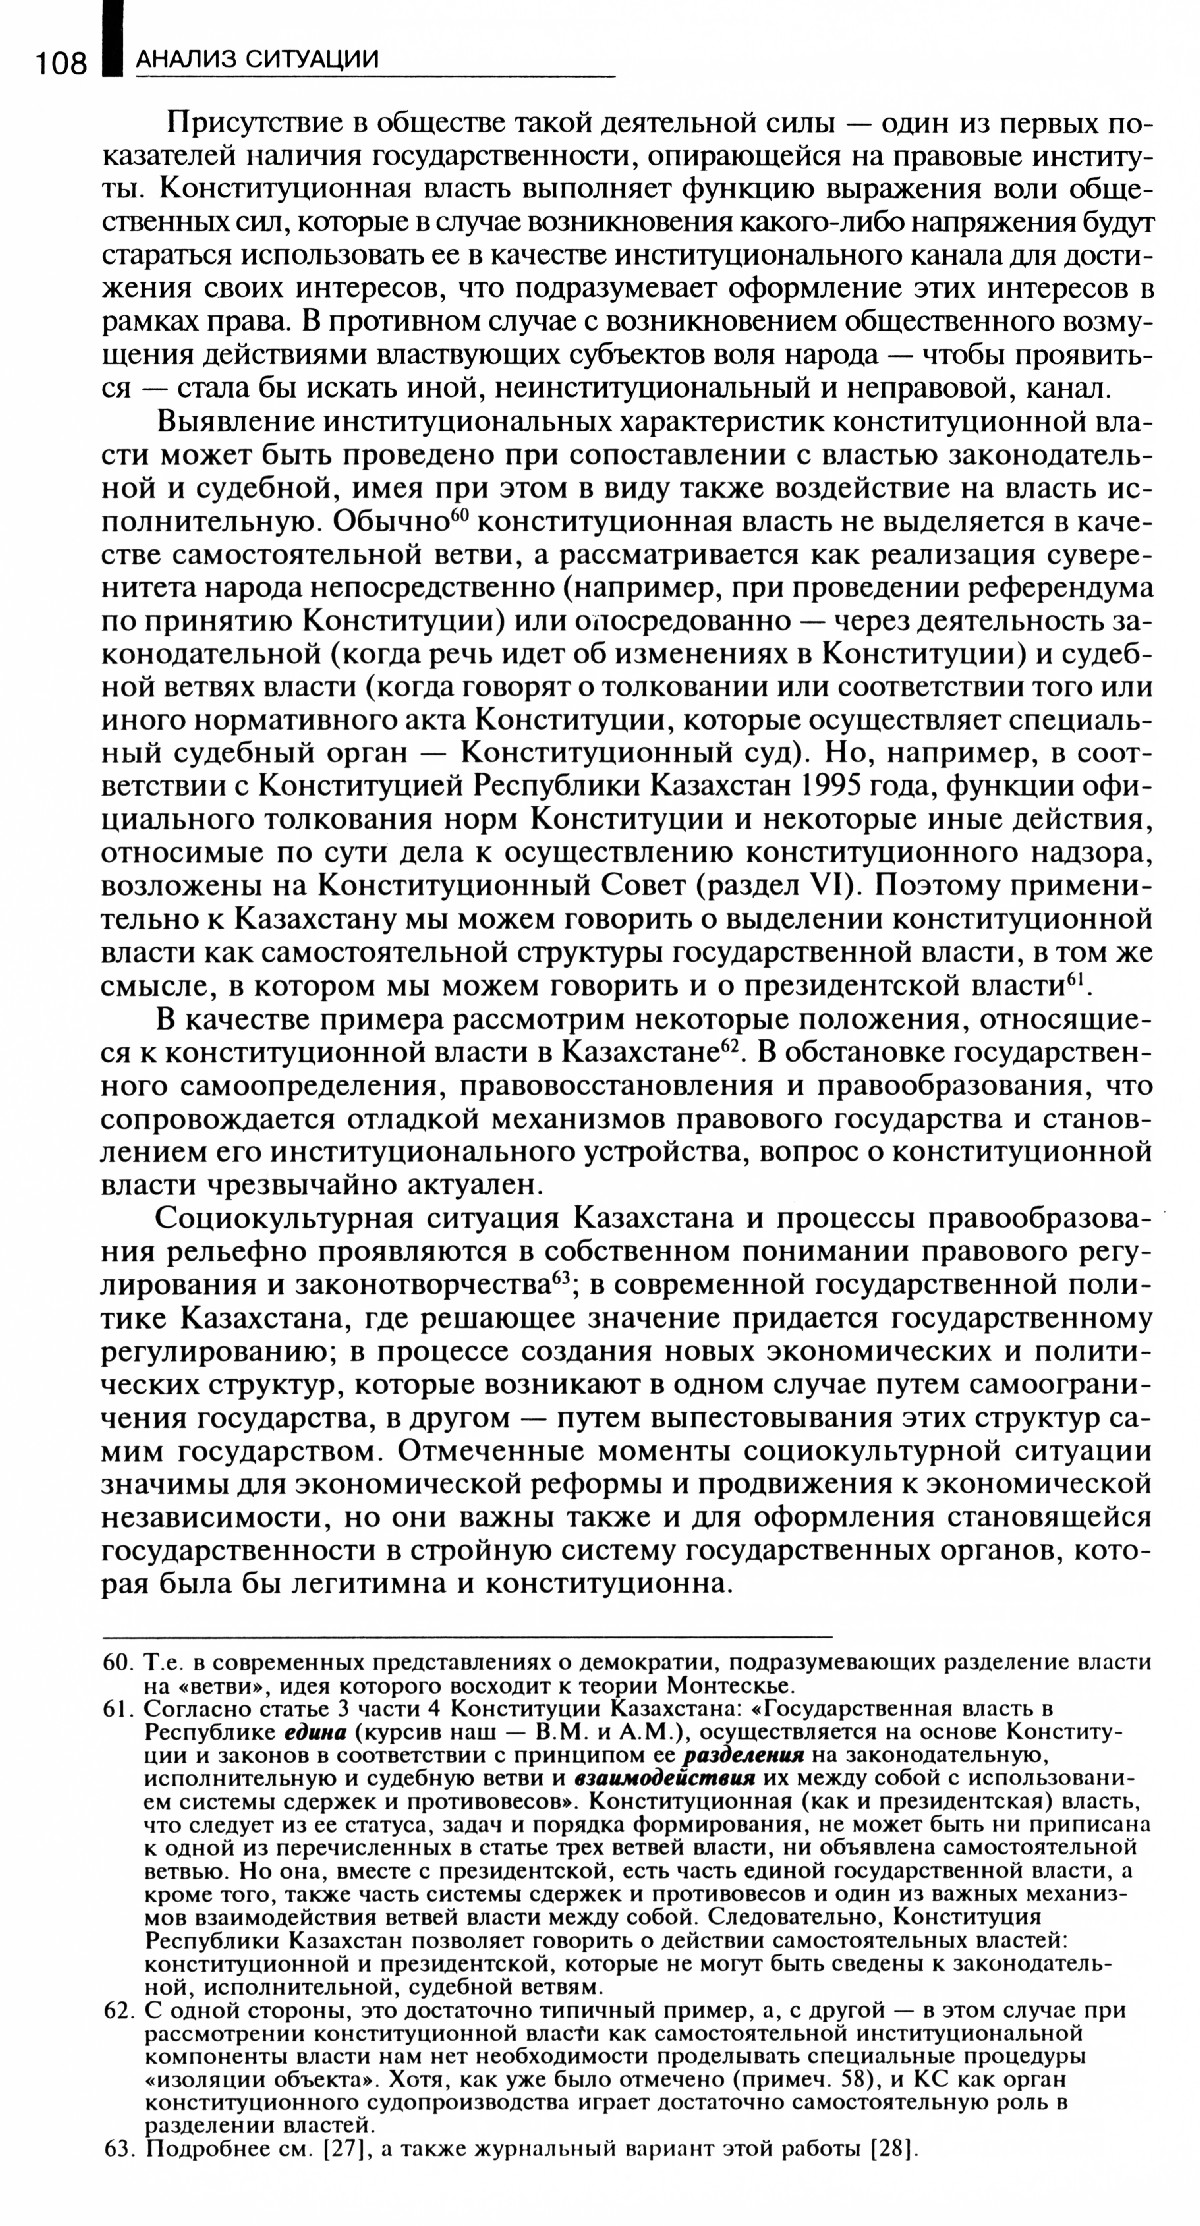 108 АНАЛИЗ СИТУАЦИИ
Присутствие в обществе такой деятельной силы — один из первых по-
казателей наличия государственности, опирающейся на правовые институ-
ты. Конституционная власть выполняет функцию выражения воли обще-
ственных сил, которые в случае возникновения какого-либо напряжения будут
стараться использовать ее в качестве институционального канала для дости-
жения своих интересов, что подразумевает оформление этих интересов в
рамках права. В противном случае с возникновением общественного возму-
щения действиями властвующих субъектов воля народа — чтобы проявить-
ся — стала бы искать иной, неинституциональный и неправовой, канал.
Выявление институциональных характеристик конституционной вла-
сти может быть проведено при сопоставлении с властью законодатель-
ной и судебной, имея при этом в виду также воздействие на власть ис-
полнительную. Обычно⁶⁰ конституционная власть не выделяется в каче-
стве самостоятельной ветви, а рассматривается как реализация сувере-
нитета народа непосредственно (например, при проведении референдума
по принятию Конституции) или опосредованно — через деятельность за-
конодательной (когда речь идет об изменениях в Конституции) и судеб-
ной ветвях власти (когда говорят о толковании или соответствии того или
иного нормативного акта Конституции, которые осуществляет специаль-
ный судебный орган — Конституционный суд). Но, например, в соот-
ветствии с Конституцией Республики Казахстан 1995 года, функции офи-
циального толкования норм Конституции и некоторые иные действия,
относимые по сути дела к осуществлению конституционного надзора,
возложены на Конституционный Совет (раздел VI). Поэтому примени-
тельно к Казахстану мы можем говорить о выделении конституционной
власти как самостоятельной структуры государственной власти, в том же
смысле, в котором мы можем говорить и о президентской власти⁶¹.
В качестве примера рассмотрим некоторые положения, относящие-
ся к конституционной власти в Казахстане⁶². В обстановке государствен-
ного самоопределения, правовосстановления и правообразования, что
сопровождается отладкой механизмов правового государства и станов-
лением его институционального устройства, вопрос о конституционной
власти чрезвычайно актуален.
Социокультурная ситуация Казахстана и процессы правообразова-
ния рельефно проявляются в собственном понимании правового регу-
лирования и законотворчества⁶³; в современной государственной поли-
тике Казахстана, где решающее значение придается государственному
регулированию; в процессе создания новых экономических и полити-
ческих структур, которые возникают в одном случае путем самоограни-
чения государства, в другом — путем выпестовывания этих структур са-
мим государством. Отмеченные моменты социокультурной ситуации
значимы для экономической реформы и продвижения к экономической
независимости, но они важны также и для оформления становящейся
государственности в стройную систему государственных органов, кото-
рая была бы легитимна и конституционна.
60. Т.е. в современных представлениях о демократии, подразумевающих разделение власти
на «ветви», идея которого восходит к теории Монтескье.
61. Согласно статье 3 части 4 Конституции Казахстана: «Государственная власть в
Республике едина (курсив наш — В.М. и А.М.), осуществляется на основе Конститу-
ции и законов в соответствии с принципом ее разделения на законодательную,
исполнительную и судебную ветви и взаимодействия их между собой с использовани-
ем системы сдержек и противовесов». Конституционная (как и президентская) власть,
что следует из ее статуса, задач и порядка формирования, не может быть ни приписана
к одной из перечисленных в статье трех ветвей власти, ни объявлена самостоятельной
ветвью. Но она, вместе с президентской, есть часть единой государственной власти, а
кроме того, также часть системы сдержек и противовесов и один из важных механиз-
мов взаимодействия ветвей власти между собой. Следовательно, Конституция
Республики Казахстан позволяет говорить о действии самостоятельных властей:
конституционной и президентской, которые не могут быть сведены к законодатель-
ной, исполнительной, судебной ветвям.
62. С одной стороны, это достаточно типичный пример, а, с другой — в этом случае при
рассмотрении конституционной власти как самостоятельной институциональной
компоненты власти нам нет необходимости проделывать специальные процедуры
«изоляции объекта». Хотя, как уже было отмечено (примеч. 58), и КС как орган
конституционного судопроизводства играет достаточно самостоятельную роль в
разделении властей.
63. Подробнее см. [27], а также журнальный вариант этой работы [28].